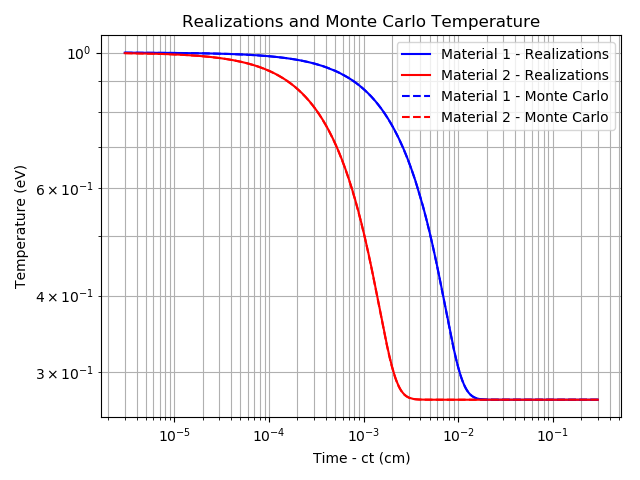 Realizations and Monte Carlo Temperature
Temperature (eV)
10⁰
6 × 10⁻¹
4 × 10⁻¹
3 × 10⁻¹
Material 1 - Realizations
Material 2 - Realizations
Material 1 - Monte Carlo
Material 2 - Monte Carlo
10⁻⁵ 10⁻⁴ 10⁻³ 10⁻² 10⁻¹
Time - ct (cm)